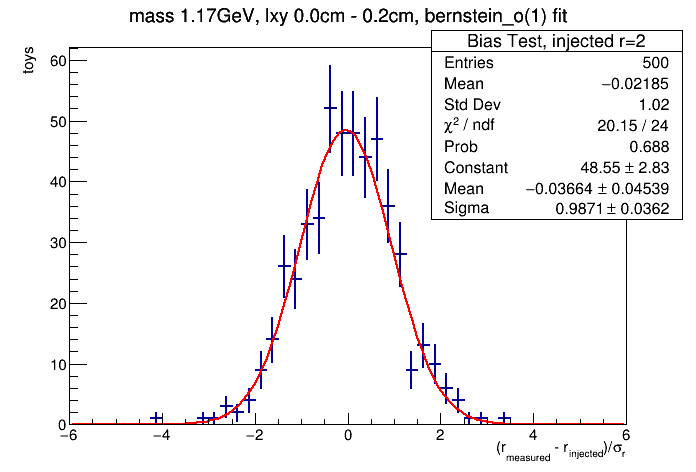 mass 1.17GeV, lxy 0.0cm - 0.2cm, bernstein_o(1) fit
toys
Bias Test, injected r=2
Entries 500
Mean −0.02185
Std Dev 1.02
χ² / ndf 20.15 / 24
Prob 0.688
Constant 48.55 ± 2.83
Mean −0.03664 ± 0.04539
Sigma 0.9871 ± 0.0362
60
50
40
30
20
10
0
−6 −4 −2 0 2 4 6
(r_measured - r_injected)/σ_r